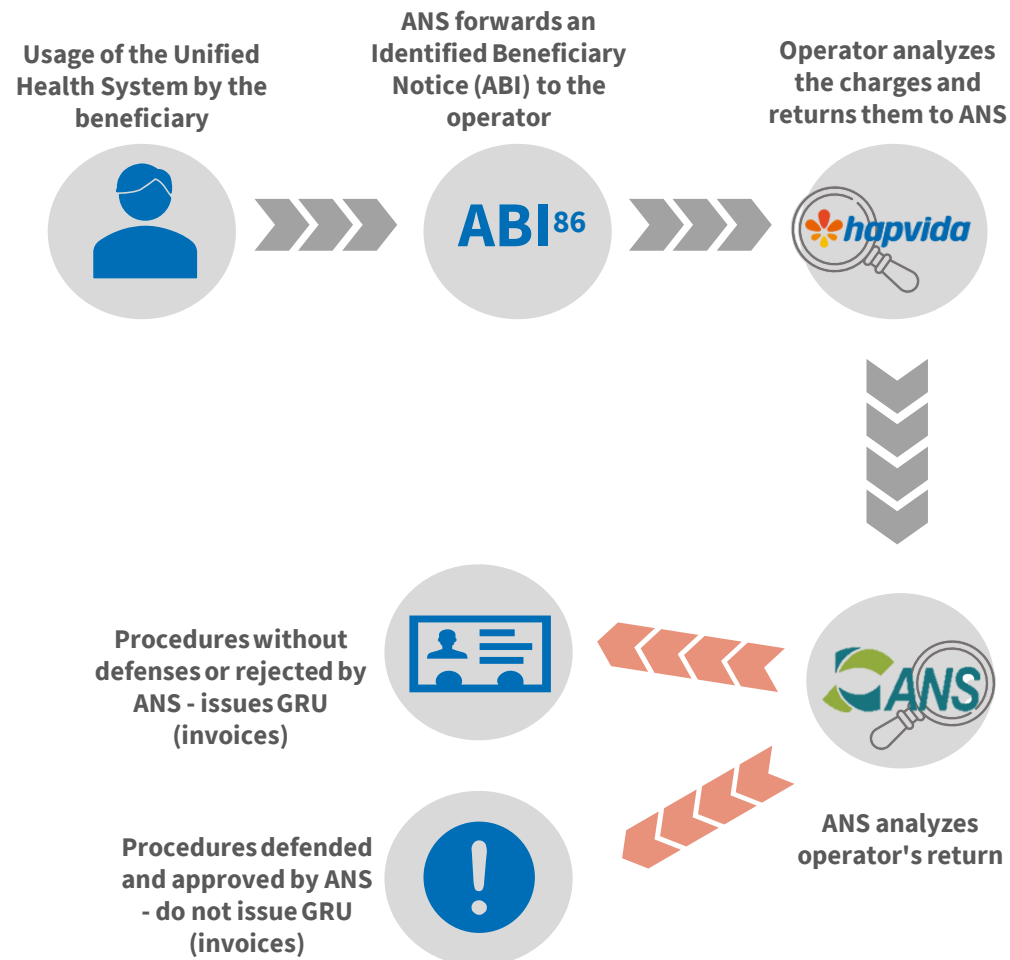 Usage of the Unified
Health System by the
beneficiary
ANS forwards an
Identified Beneficiary
Notice (ABI) to the
operator
Operator analyzes
the charges and
returns them to ANS
ABI86
hapvida
Procedures without
defenses or rejected by
ANS - issues GRU
(invoices)
ANS
ANS analyzes
operator's return
Procedures defended
and approved by ANS
- do not issue GRU
(invoices)